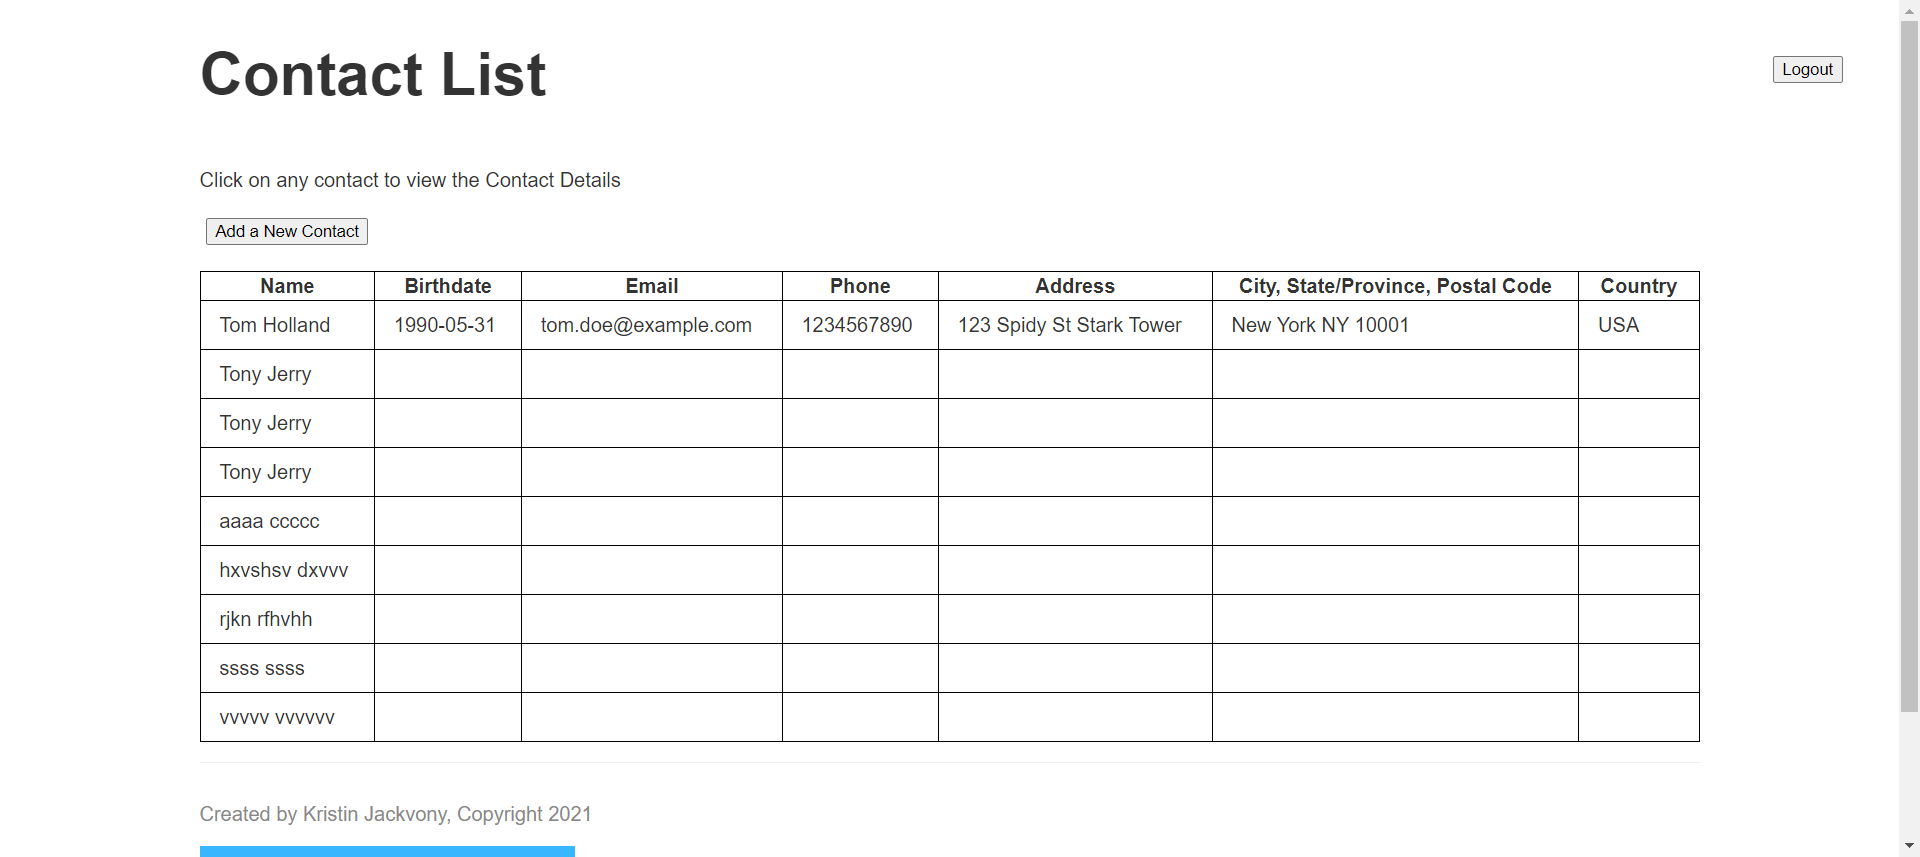 Contact List
Logout
Click on any contact to view the Contact Details
Add a New Contact
Name Birthdate Email Phone Address City, State/Province, Postal Code Country
Tom Holland 1990-05-31 tom.doe@example.com 1234567890 123 Spidy St Stark Tower New York NY 10001 USA
Tony Jerry
Tony Jerry
Tony Jerry
aaaa ccccc
hxvshsv dxvvv
rjkn rfhvhh
ssss ssss
vvvvv vvvvvv
Created by Kristin Jackvony, Copyright 2021